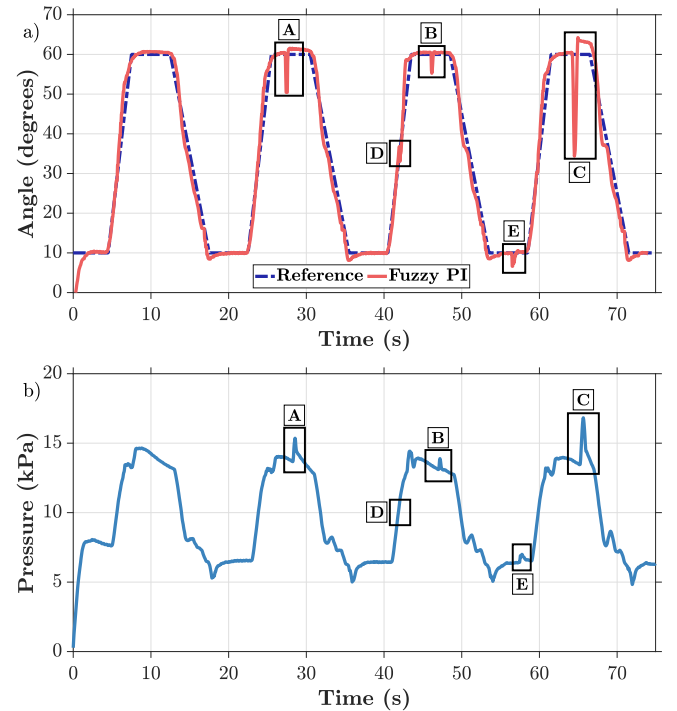 a)
Angle (degrees)
70
60
50
40
30
20
10
0
A
B
C
D
E
Reference
Fuzzy PI
0 10 20 30 40 50 60 70
Time (s)
b)
Pressure (kPa)
20
15
10
5
0
A
B
C
D
E
0 10 20 30 40 50 60 70
Time (s)